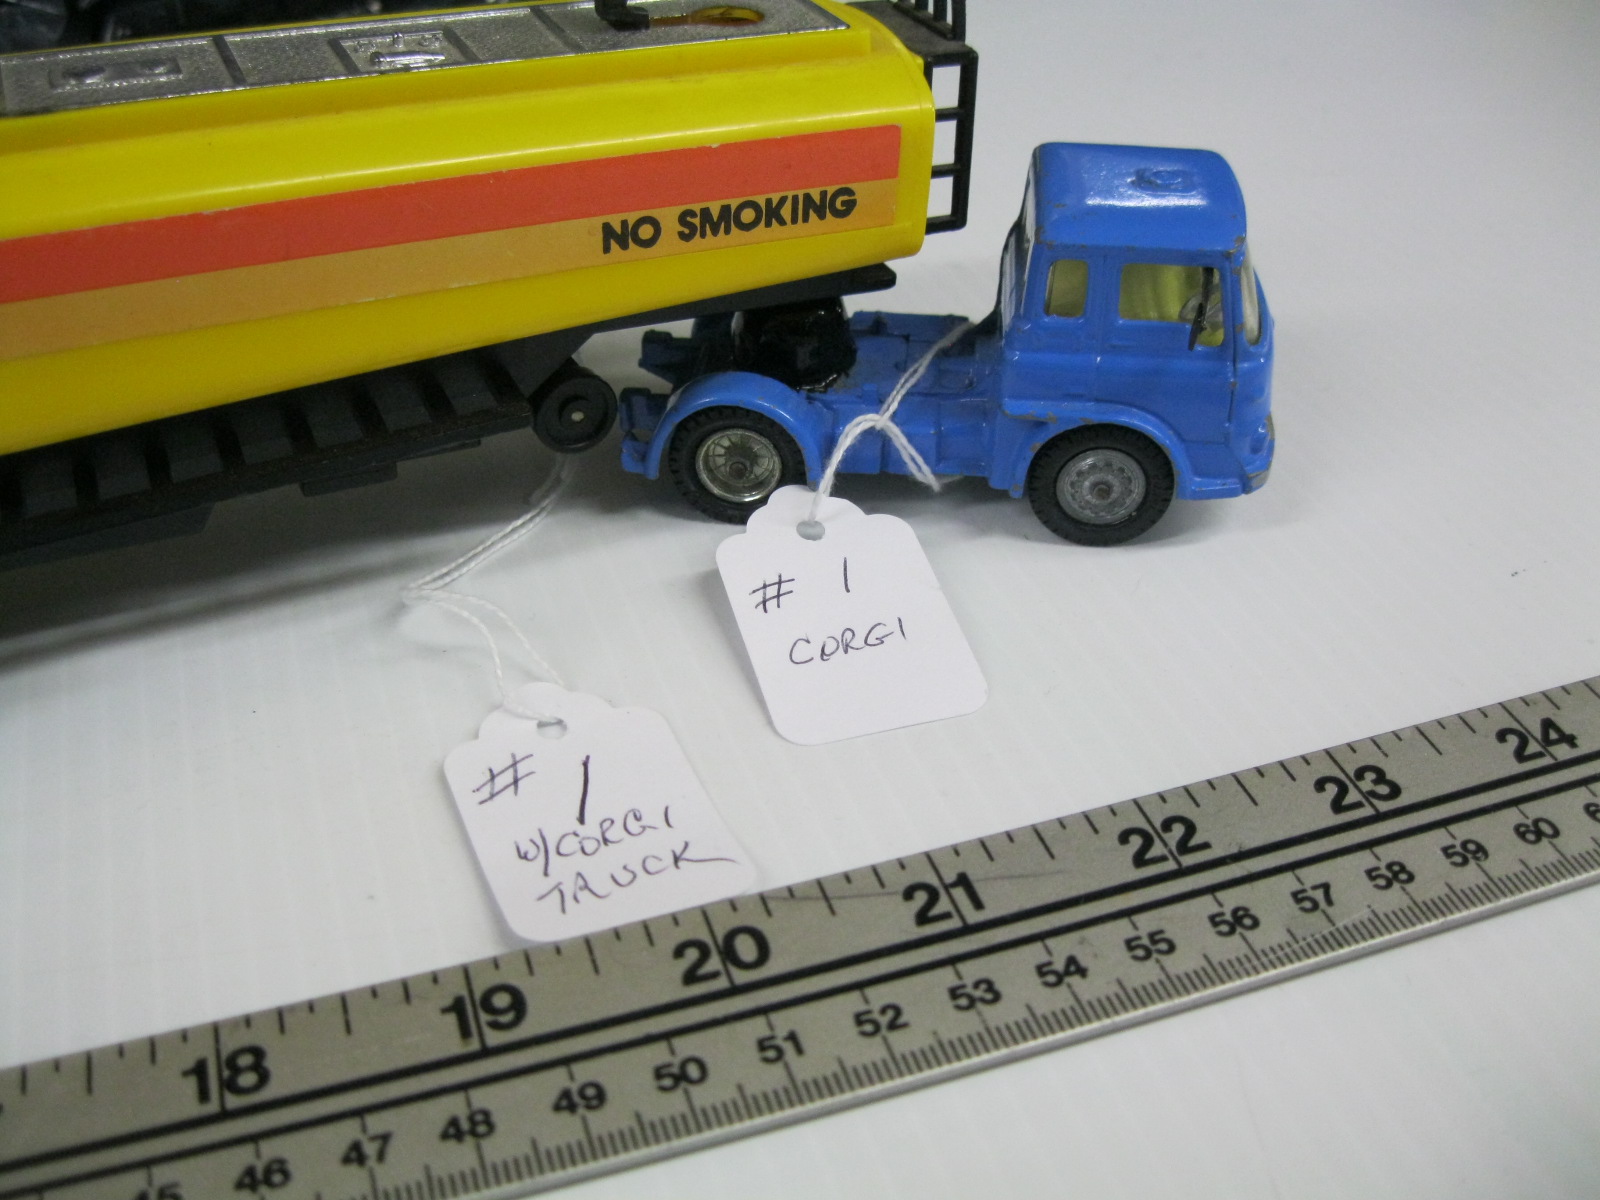 NO SMOKING
# 1
CORGI
# 1
W/CORGI
TRUCK
18 19 20 21 22 23 24
46 47 48 49 50 51 52 53 54 55 56 57 58 59 60